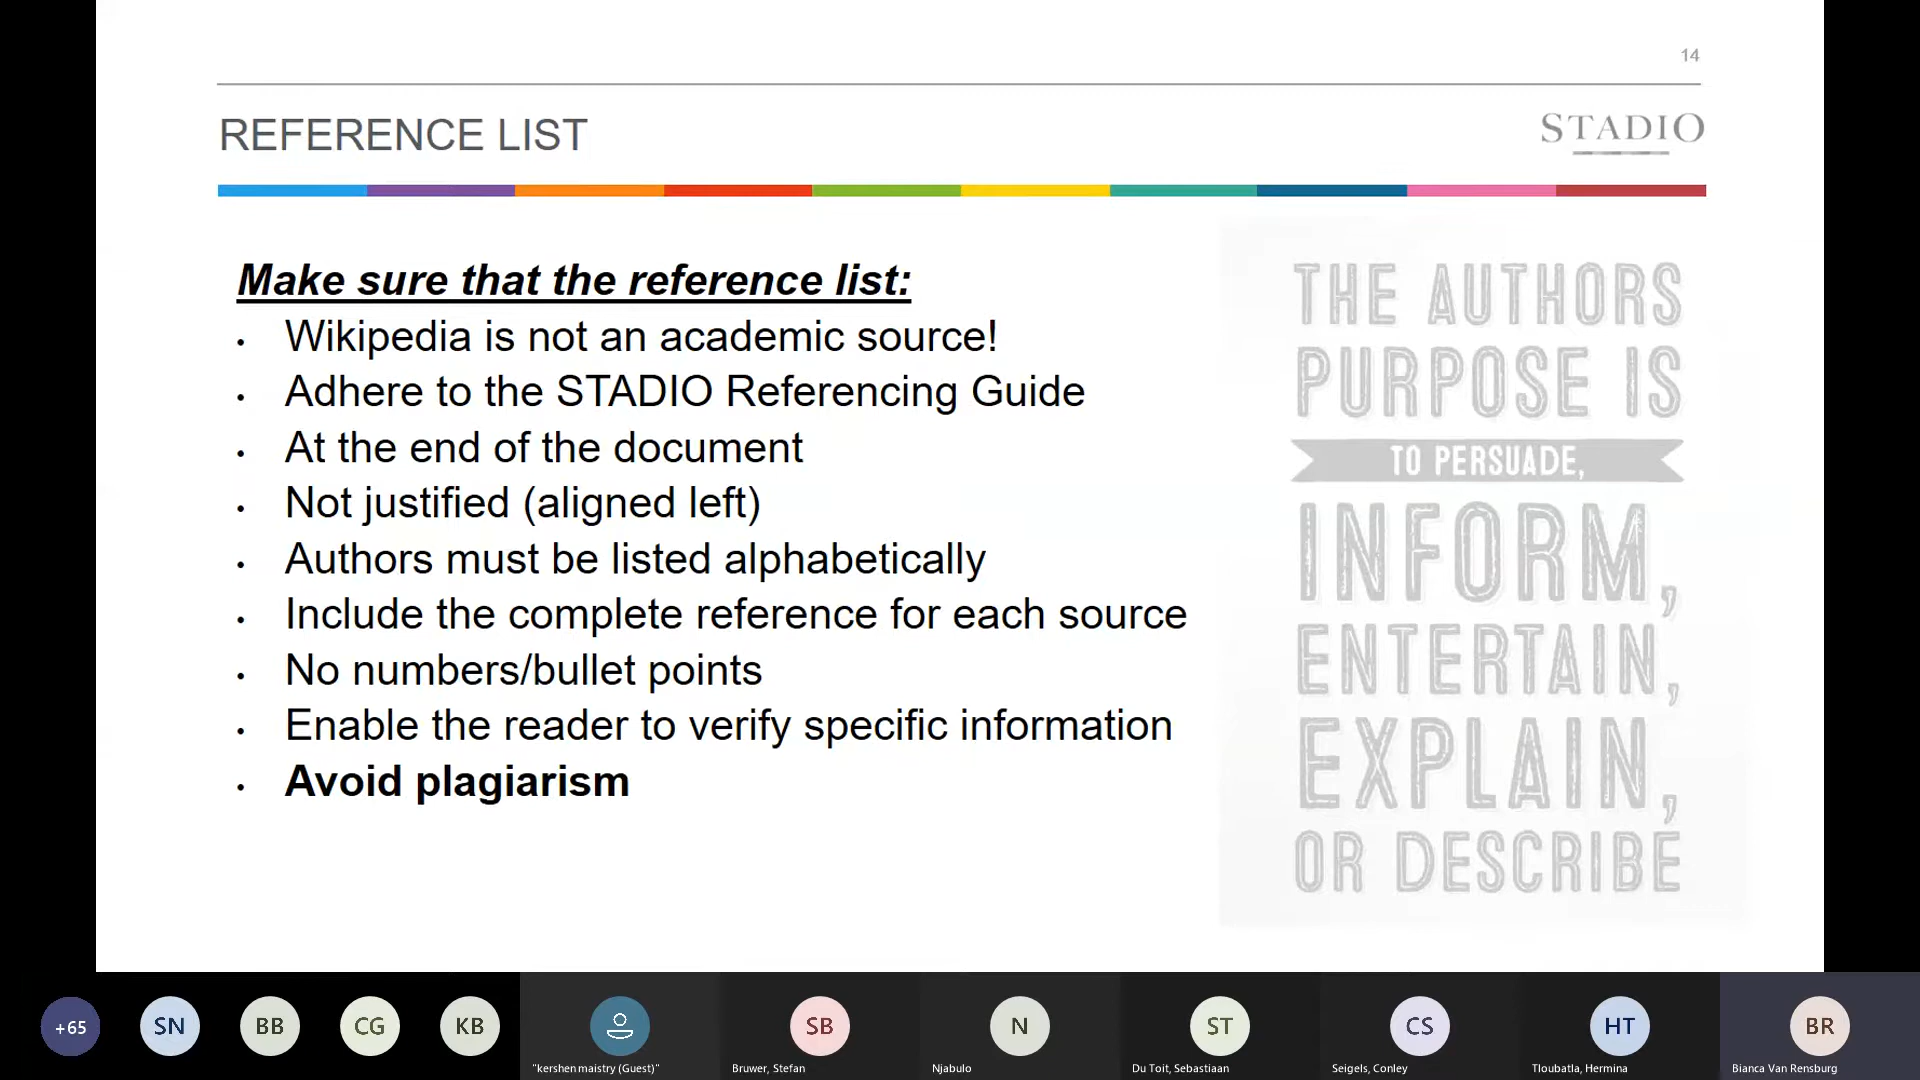 14
REFERENCE LIST
STADIO
Make sure that the reference list:
• Wikipedia is not an academic source!
• Adhere to the STADIO Referencing Guide
• At the end of the document
• Not justified (aligned left)
• Authors must be listed alphabetically
• Include the complete reference for each source
• No numbers/bullet points
• Enable the reader to verify specific information
• Avoid plagiarism
THE AUTHORS
PURPOSE IS
TO PERSUADE,
INFORM,
ENTERTAIN,
EXPLAIN,
OR DESCRIBE
+65 SN BB CG KB SB N ST CS HT BR
"kershen maistry (Guest)" Bruwer, Stefan Njabulo Du Toit, Sebastiaan Seigels, Conley Tloubatla, Hermina Bianca Van Rensburg